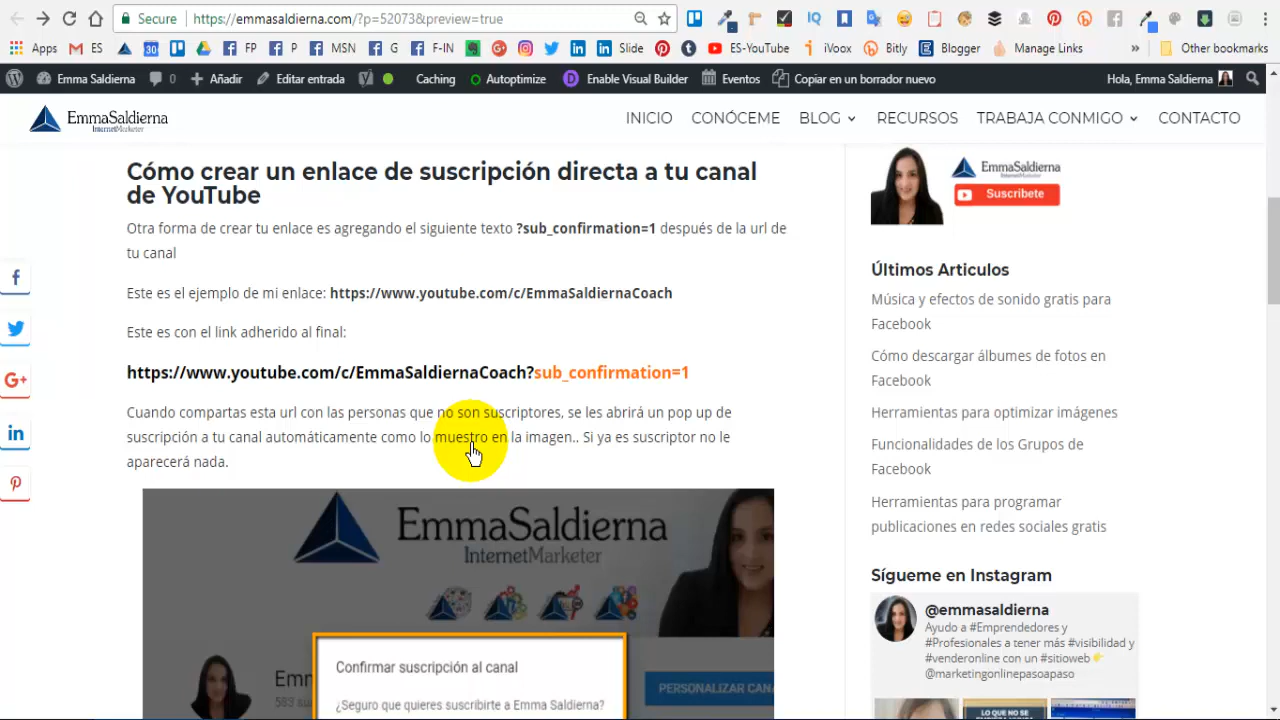 Secure https://emmasaldierna.com/?p=52073&preview=true
Apps ES FP P MSN G F-IN Slide ES-YouTube iVoox Bitly Blogger Manage Links » Other bookmarks
Emma Saldierna 0 Añadir Editar entrada Caching Autoptimize Enable Visual Builder Eventos Copiar en un borrador nuevo Hola, Emma Saldierna
EmmaSaldierna
InternetMarketer
INICIO CONÓCEME BLOG RECURSOS TRABAJA CONMIGO CONTACTO
Cómo crear un enlace de suscripción directa a tu canal
de YouTube
Otra forma de crear tu enlace es agregando el siguiente texto ?sub_confirmation=1 después de la url de
tu canal
Este es el ejemplo de mi enlace: https://www.youtube.com/c/EmmaSaldiernaCoach
Este es con el link adherido al final:
https://www.youtube.com/c/EmmaSaldiernaCoach?sub_confirmation=1
Cuando compartas esta url con las personas que no son suscriptores, se les abrirá un pop up de
suscripción a tu canal automáticamente como lo muestro en la imagen.. Si ya es suscriptor no le
aparecerá nada.
EmmaSaldierna
InternetMarketer
Emm
583 sus
PERSONALIZAR CANA
Confirmar suscripción al canal
¿Seguro que quieres suscribirte a Emma Saldierna?
EmmaSaldierna
InternetMarketer
Suscribete
Últimos Articulos
Música y efectos de sonido gratis para
Facebook
Cómo descargar álbumes de fotos en
Facebook
Herramientas para optimizar imágenes
Funcionalidades de los Grupos de
Facebook
Herramientas para programar
publicaciones en redes sociales gratis
Sígueme en Instagram
@emmasaldierna
Ayudo a #Emprendedores y
#Profesionales a tener más #visibilidad y
#venderonline con un #sitioweb
@marketingonlinepasoapaso
LO QUE NO SE